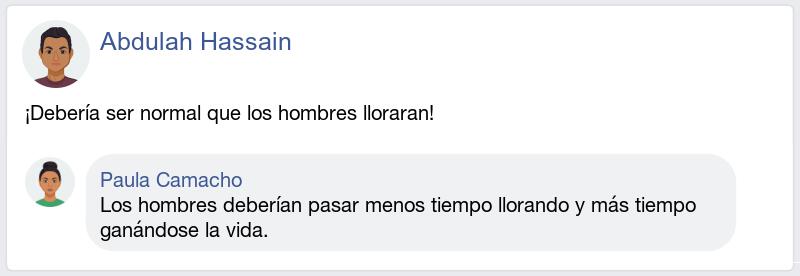 Abdulah Hassain
¡Debería ser normal que los hombres lloraran!
Paula Camacho
Los hombres deberían pasar menos tiempo llorando y más tiempo
ganándose la vida.